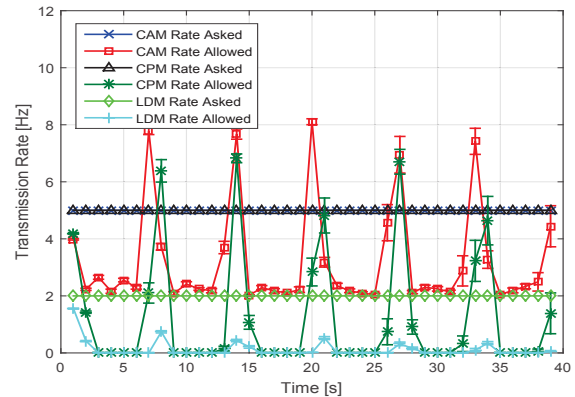 12
10
8
6
4
2
0
Transmission Rate [Hz]
CAM Rate Asked
CAM Rate Allowed
CPM Rate Asked
CPM Rate Allowed
LDM Rate Asked
LDM Rate Allowed
0 5 10 15 20 25 30 35 40
Time [s]